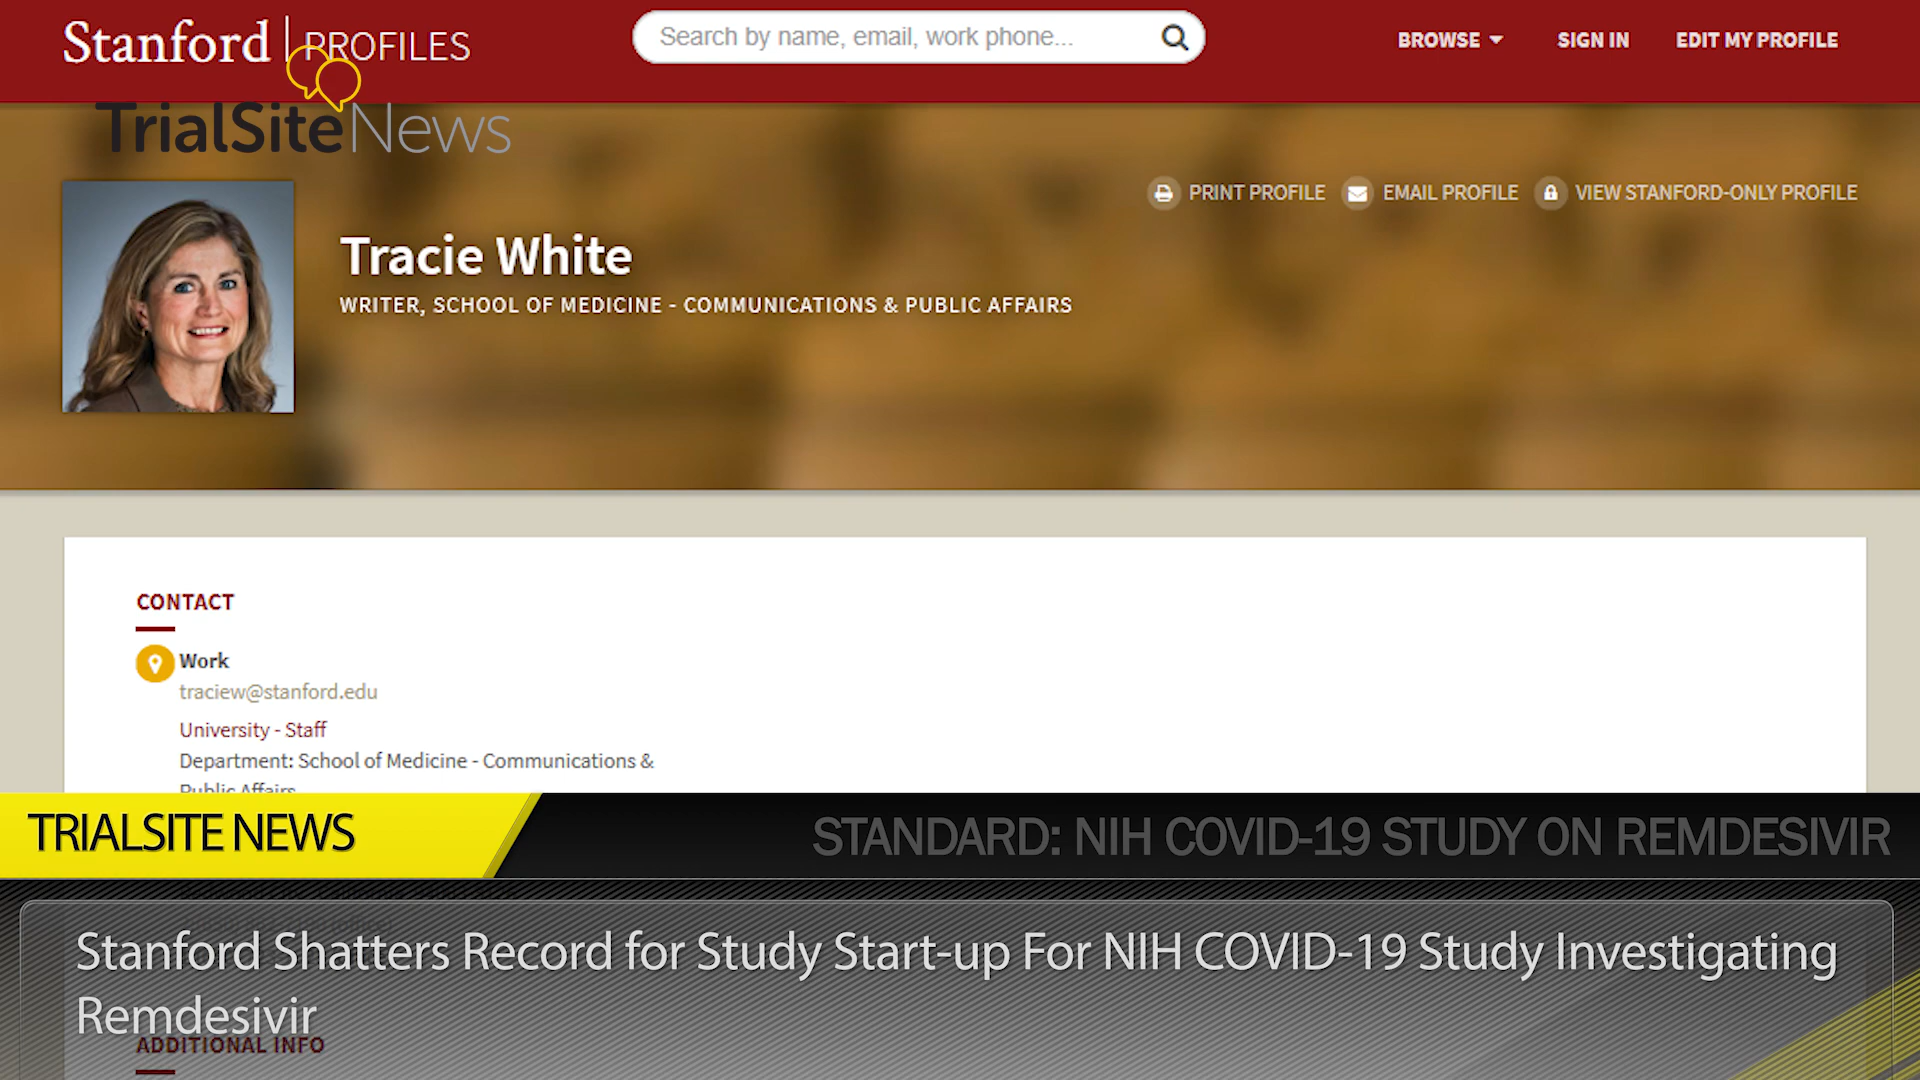 Stanford | PROFILES
Search by name, email, work phone...
BROWSE
SIGN IN
EDIT MY PROFILE
TrialSiteNews
PRINT PROFILE
EMAIL PROFILE
VIEW STANFORD-ONLY PROFILE
Tracie White
WRITER, SCHOOL OF MEDICINE - COMMUNICATIONS & PUBLIC AFFAIRS
CONTACT
Work
traciew@stanford.edu
University - Staff
Department: School of Medicine - Communications &
Public Affairs
TRIALSITE NEWS
STANDARD: NIH COVID-19 STUDY ON REMDESIVIR
Stanford Shatters Record for Study Start-up For NIH COVID-19 Study Investigating
Remdesivir
ADDITIONAL INFO